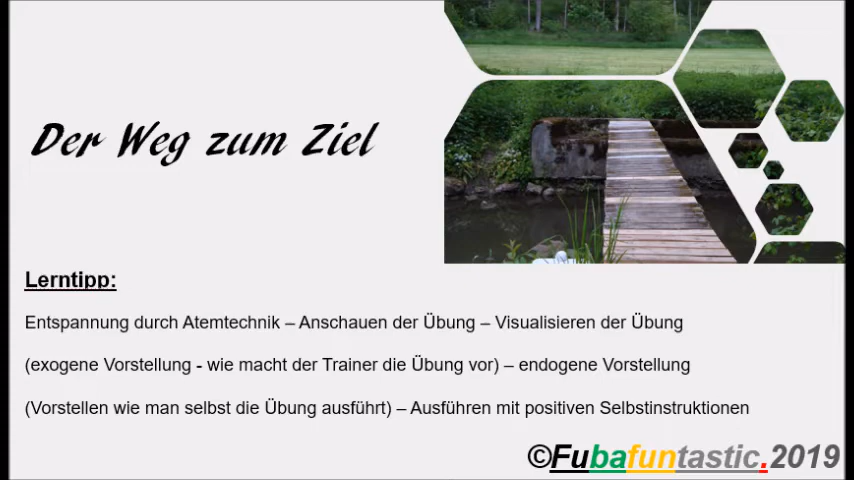 Der Weg zum Ziel
Lerntipp:
Entspannung durch Atemtechnik – Anschauen der Übung – Visualisieren der Übung
(exogene Vorstellung - wie macht der Trainer die Übung vor) – endogene Vorstellung
(Vorstellen wie man selbst die Übung ausführt) – Ausführen mit positiven Selbstinstruktionen
©Fubafuntastic.2019